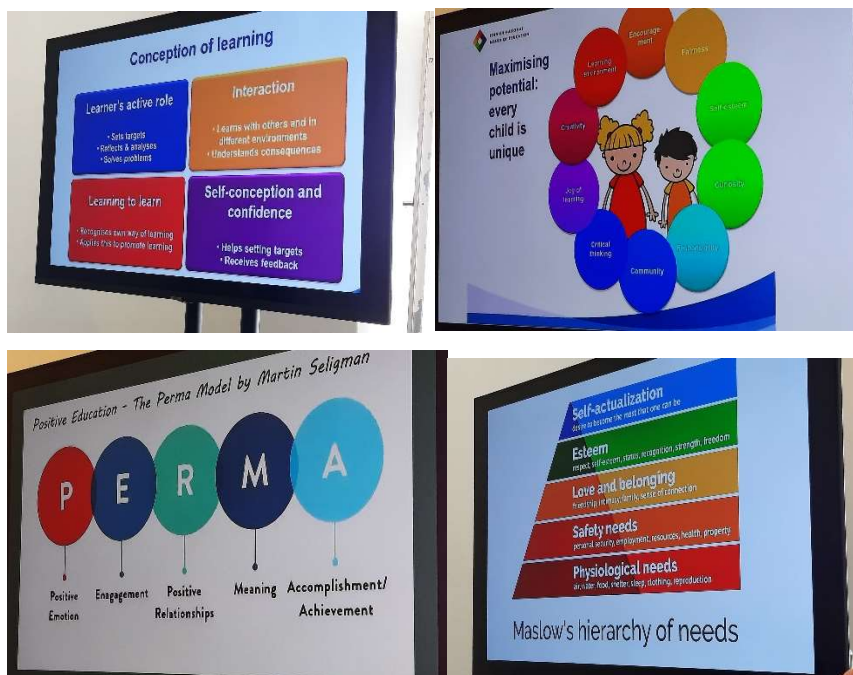 Conception of learning
Learner's active role
• Sets targets
• Reflects & analyses
• Solves problems
Interaction
• Learns with others and in
different environments
• Understands consequences
Learning to learn
• Recognises own way of learning
• Applies this to promote learning
Self-conception and
confidence
• Helps setting targets
• Receives feedback
FINNISH NATIONAL
AGENCY FOR EDUCATION
Maximising
potential:
every
child is
unique
Encourage-
ment
Fairness
Self-esteem
Curiosity
Responsibility
Community
Critical
thinking
Joy of
learning
Creativity
Learning
environment
Positive Education - The Perma Model by Martin Seligman
P E R M A
Positive
Emotion
Enagagement
Positive
Relationships
Meaning
Accomplishment/
Achievement
Self-actualization
desire to become the most that one can be
Esteem
respect, self-esteem, status, recognition, strength, freedom
Love and belonging
friendship, intimacy, family, sense of connection
Safety needs
personal security, employment, resources, health, property
Physiological needs
air, water, food, shelter, sleep, clothing, reproduction
Maslow's hierarchy of needs